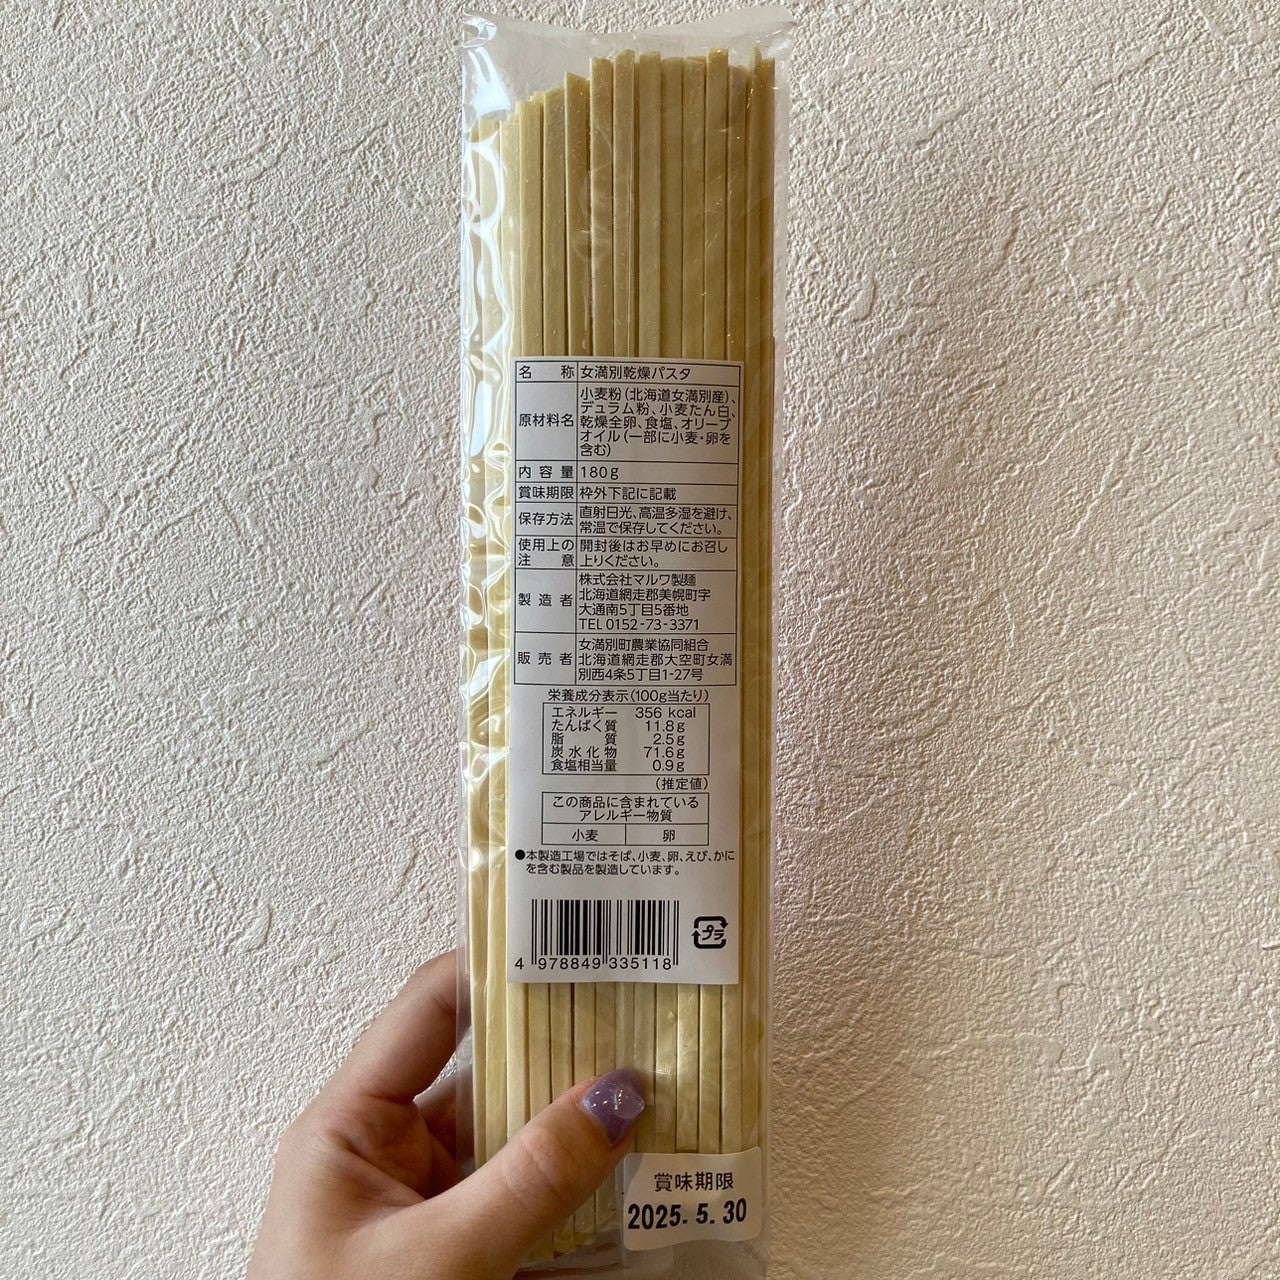 名称 女満別乾燥パスタ
原材料名 小麦粉(北海道女満別産)、
デュラム粉、小麦たん白、
乾燥全卵、食塩、オリーブ
オイル(一部に小麦・卵を
含む)
内容量 180g
賞味期限 枠外下記に記載
保存方法 直射日光、高温多湿を避け、
常温で保存してください。
使用上の注意 開封後はお早めにお召し
上りください。
製造者 株式会社マルワ製麺
北海道網走郡美幌町字
大通南5丁目5番地
TEL 0152-73-3371
販売者 女満別町農業協同組合
北海道網走郡大空町女満
別西4条5丁目1-27号
栄養成分表示(100g当たり)
エネルギー 356 kcal
たんぱく質 11.8g
脂質 2.5g
炭水化物 71.6g
食塩相当量 0.9g
(推定値)
この商品に含まれている
アレルギー物質
小麦 卵
●本製造工場ではそば、小麦、卵、えび、かに
を含む製品を製造しています。
プラ
4 978849 335118
賞味期限
2025. 5. 30